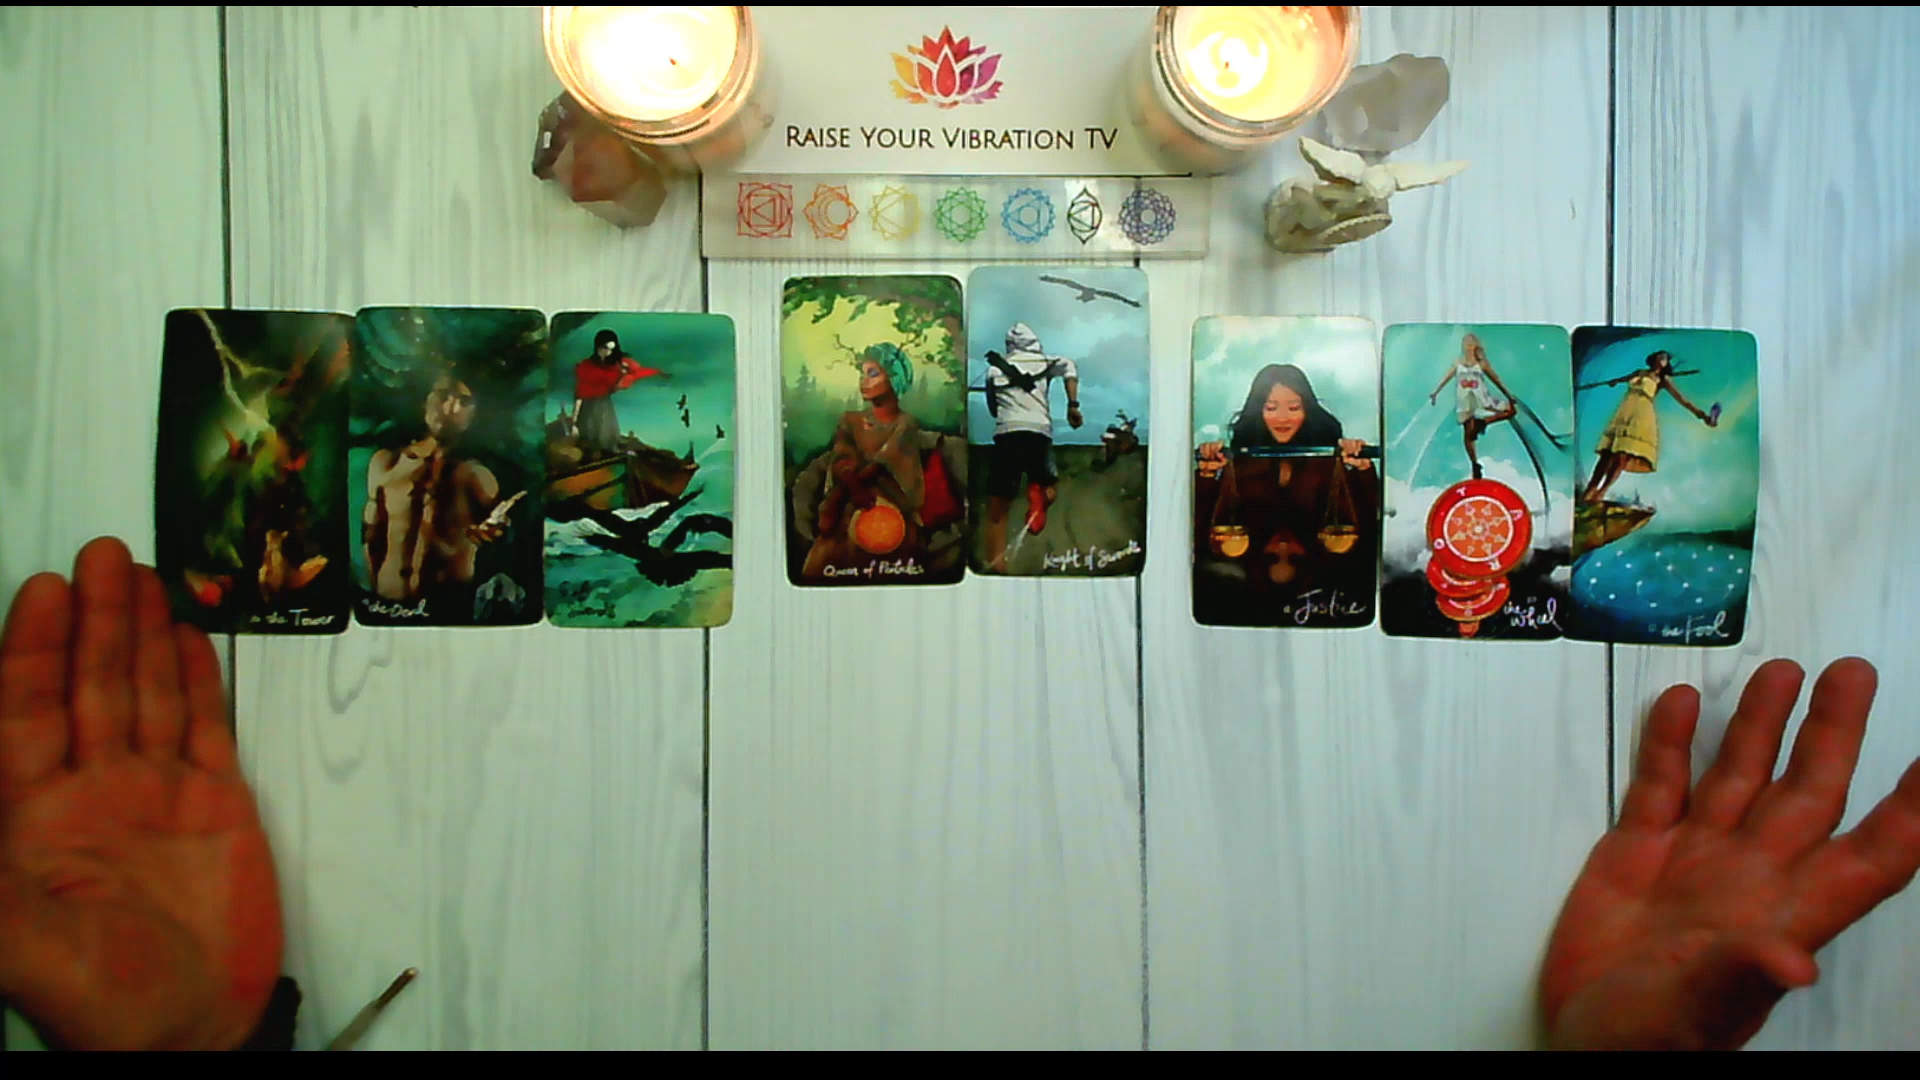 RAISE YOUR VIBRATION TV
the Tower
the Devil
Swords
Queen of Pentacles
Knight of Swords
Justice
T
A
R
O
the
Wheel
the Fool